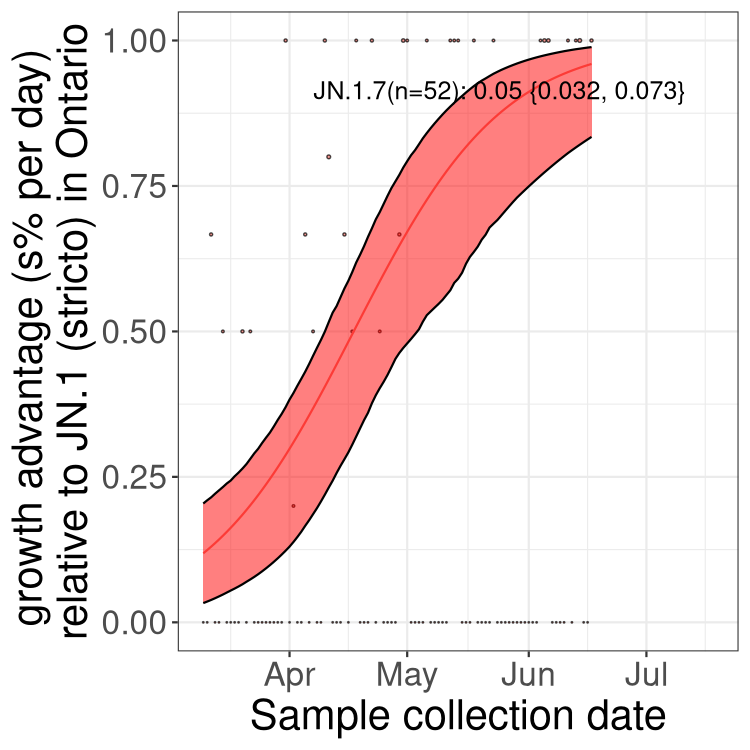 growth advantage (s% per day)
relative to JN.1 (stricto) in Ontario
1.00
0.75
0.50
0.25
0.00
JN.1.7(n=52): 0.05 {0.032, 0.073}
Apr May Jun Jul
Sample collection date